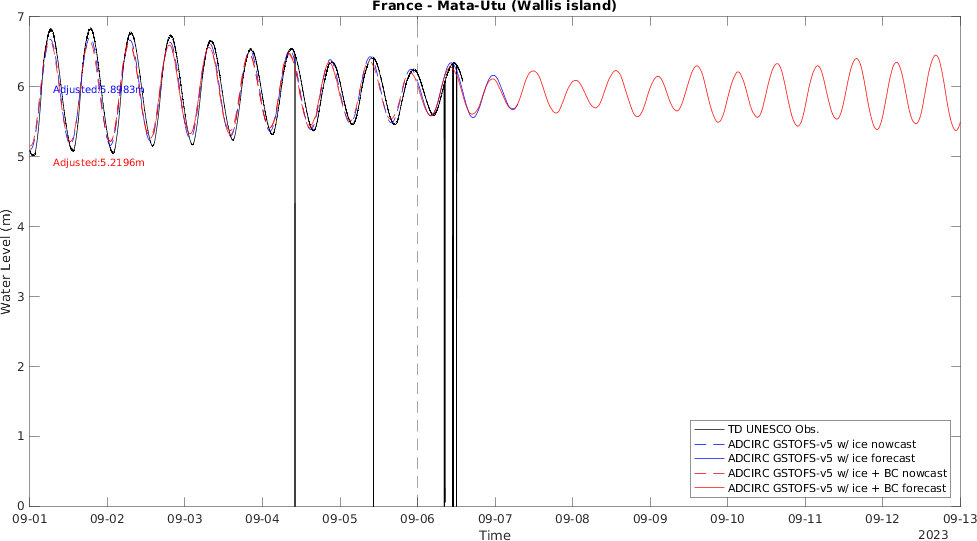 France - Mata-Utu (Wallis island)
7
6
5
4
3
2
1
0
Water Level (m)
Adjusted:5.8983m
Adjusted:5.2196m
TD UNESCO Obs.
ADCIRC GSTOFS-v5 w/ ice nowcast
ADCIRC GSTOFS-v5 w/ ice forecast
ADCIRC GSTOFS-v5 w/ ice + BC nowcast
ADCIRC GSTOFS-v5 w/ ice + BC forecast
09-01 09-02 09-03 09-04 09-05 09-06 09-07 09-08 09-09 09-10 09-11 09-12 09-13
Time
2023